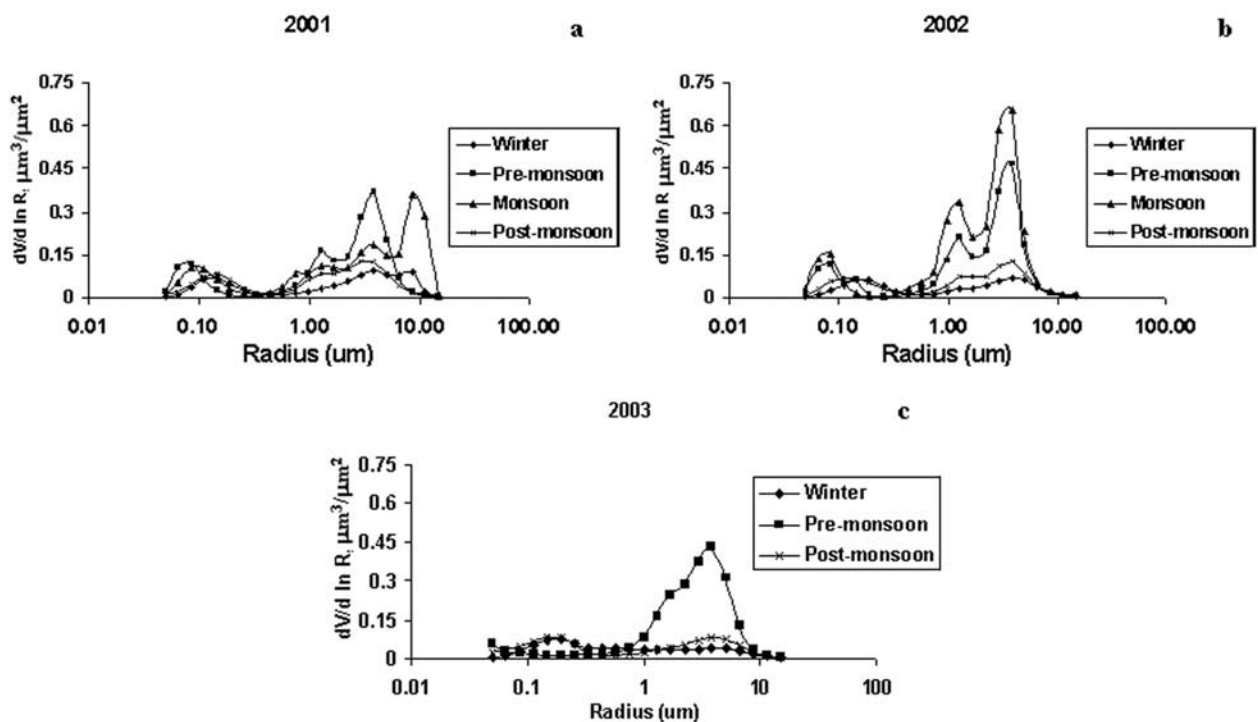 2001
a
dV/d ln R, μm³/μm²
0.75
0.6
0.45
0.3
0.15
0
Winter
Pre-monsoon
Monsoon
Post-monsoon
0.01
0.10
1.00
10.00
100.00
Radius (um)
2002
b
dV/d ln R, μm³/μm²
0.75
0.6
0.45
0.3
0.15
0
Winter
Pre-monsoon
Monsoon
Post-monsoon
0.01
0.10
1.00
10.00
100.00
Radius (um)
2003
c
dV/d ln R, μm³/μm²
0.75
0.6
0.45
0.3
0.15
0
Winter
Pre-monsoon
Post-monsoon
0.01
0.1
1
10
100
Radius (um)